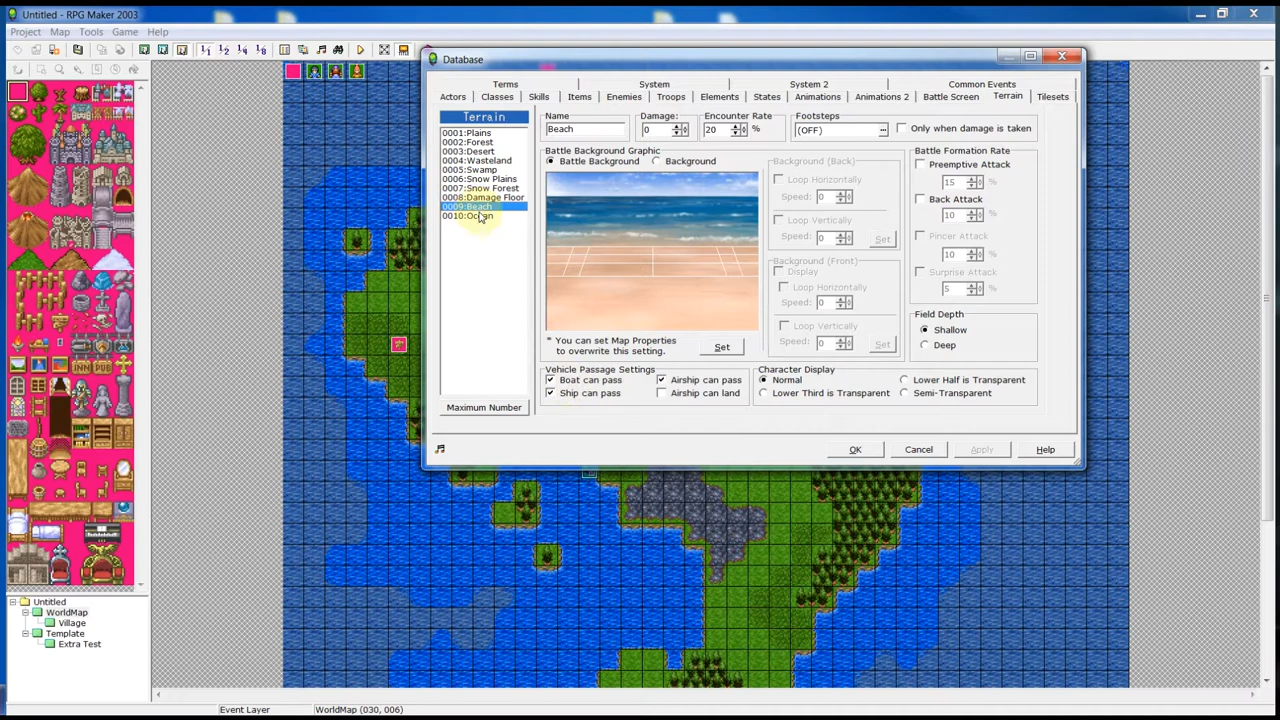 Untitled - RPG Maker 2003
Project Map Tools Game Help
Database
Terms System System 2 Common Events
Actors Classes Skills Items Enemies Troops Elements States Animations Animations 2 Battle Screen Terrain Tilesets
Terrain
0001:Plains
0002:Forest
0003:Desert
0004:Wasteland
0005:Swamp
0006:Snow Plains
0007:Snow Forest
0008:Damage Floor
0009:Beach
0010:Ocean
Maximum Number
Name Damage: Encounter Rate Footsteps
Beach 0 20 % (OFF) Only when damage is taken
Battle Background Graphic
Battle Background Background
* You can set Map Properties
to overwrite this setting.
Set
Background (Back)
Loop Horizontally
Speed: 0
Loop Vertically
Speed: 0 Set
Background (Front)
Display
Loop Horizontally
Speed: 0
Loop Vertically
Speed: 0 Set
Battle Formation Rate
Preemptive Attack
15 %
Back Attack
10 %
Pincer Attack
10 %
Surprise Attack
5 %
Field Depth
Shallow
Deep
Vehicle Passage Settings
Boat can pass Airship can pass
Ship can pass Airship can land
Character Display
Normal Lower Half is Transparent
Lower Third is Transparent Semi-Transparent
OK Cancel Apply Help
INN PUB
Untitled
WorldMap
Village
Template
Extra Test
Event Layer WorldMap (030, 006)